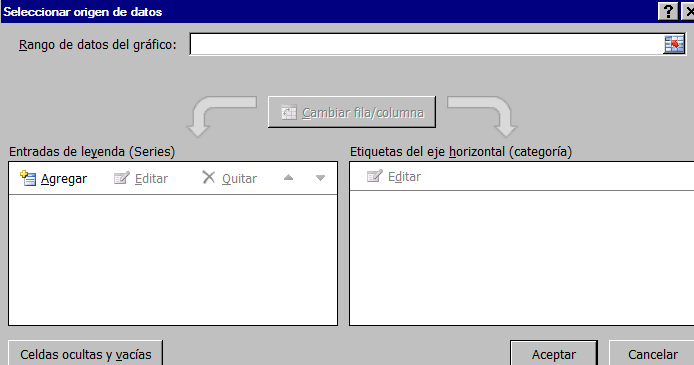 Seleccionar origen de datos
Rango de datos del gráfico:
Cambiar fila/columna
Entradas de leyenda (Series)
Etiquetas del eje horizontal (categoría)
Agregar Editar Quitar
Editar
Celdas ocultas y vacías
Aceptar Cancelar